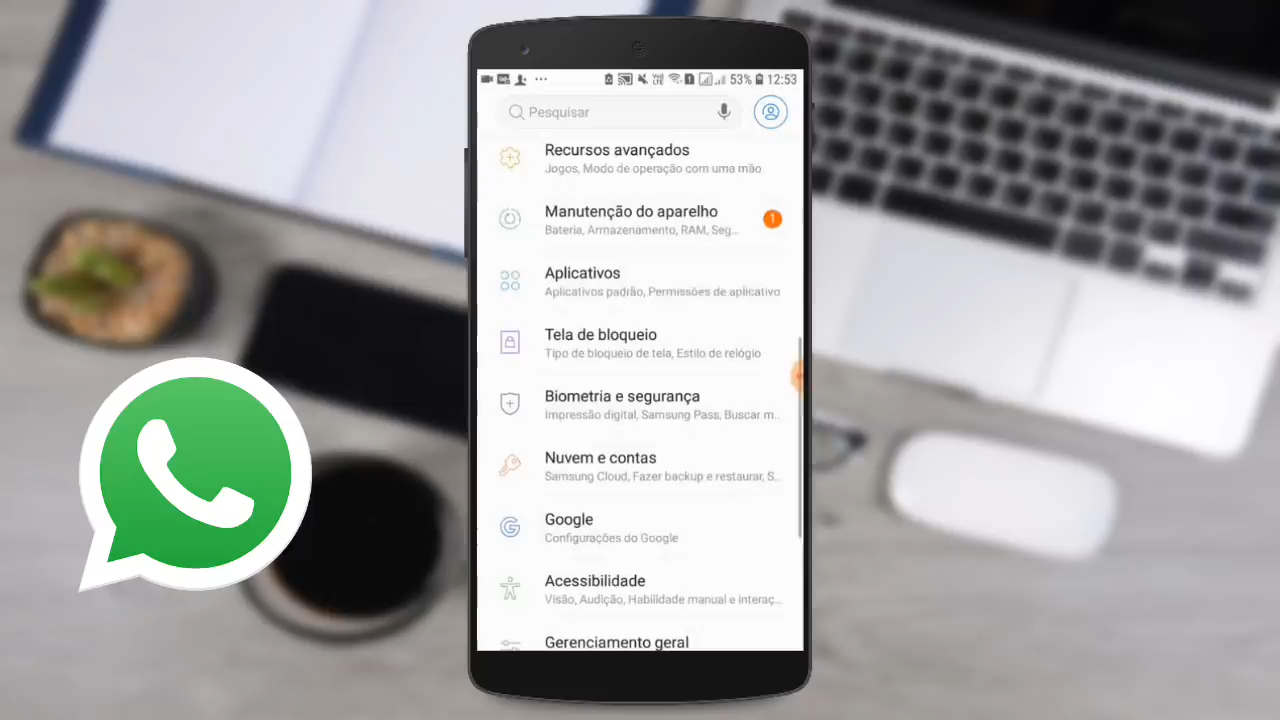 53% 12:53
Pesquisar
Recursos avançados
Jogos, Modo de operação com uma mão
Manutenção do aparelho
1
Bateria, Armazenamento, RAM, Seg...
Aplicativos
Aplicativos padrão, Permissões de aplicativo
Tela de bloqueio
Tipo de bloqueio de tela, Estilo de relógio
Biometria e segurança
Impressão digital, Samsung Pass, Buscar m..
Nuvem e contas
Samsung Cloud, Fazer backup e restaurar, S..
Google
Configurações do Google
Acessibilidade
Visão, Audição, Habilidade manual e interaç...
Gerenciamento geral